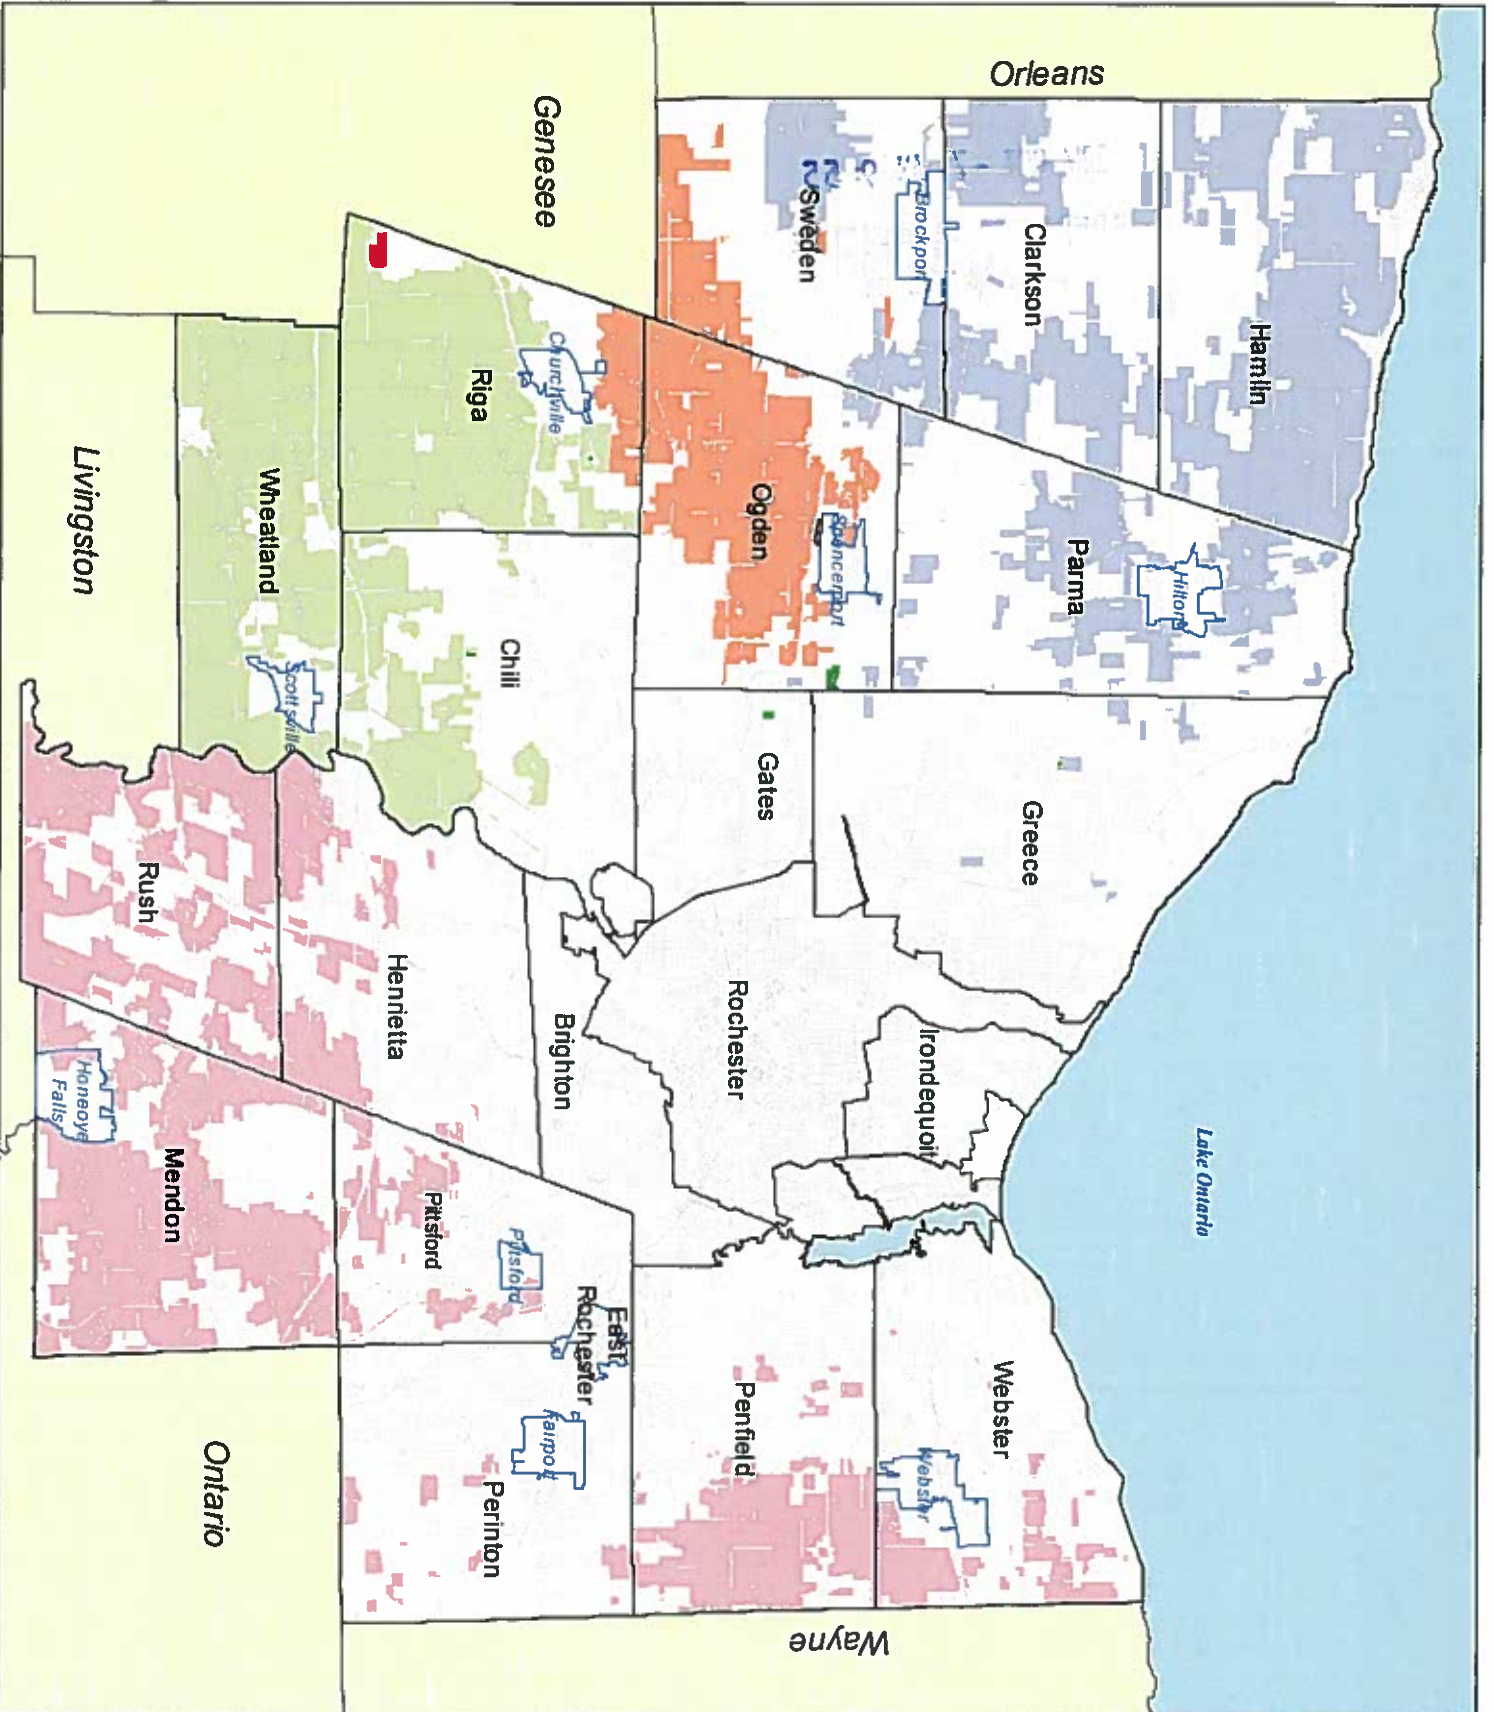 Orleans
Genesee
Hamlin
Clarkson
Sweden
Brockport
Churchville
Riga
Ogden
Spencerport
Parma
Hilton
Livingston
Wheatland
Scottsville
Chili
Gates
Greece
Rush
Henrietta
Brighton
Rochester
Irondequoit
Lake Ontario
Honeoye
Falls
Mendon
Pittsford
Pittsford
East
Rochester
Fairport
Perinton
Penfield
Webster
Webster
Ontario
Wayne